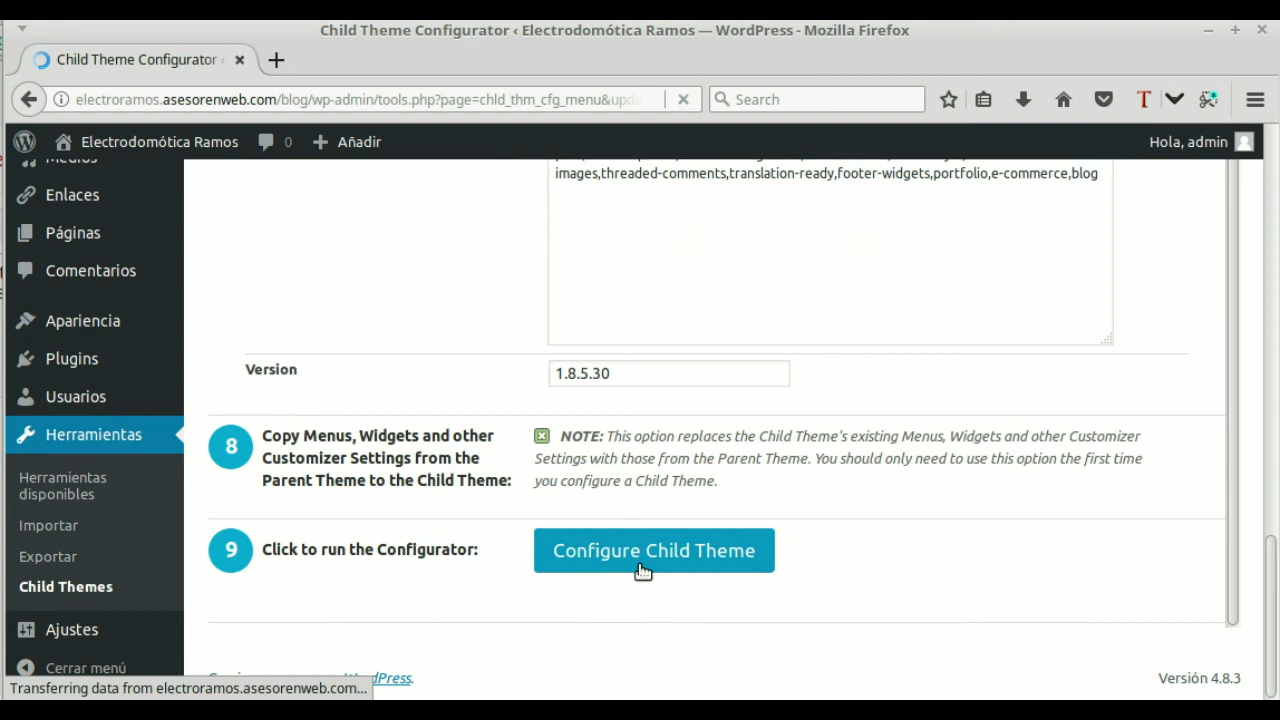 Child Theme Configurator ‹ Electrodomótica Ramos — WordPress - Mozilla Firefox
Child Theme Configurator ‹
electroramos.asesorenweb.com/blog/wp-admin/tools.php?page=chld_thm_cfg_menu&upda
Search
Electrodomótica Ramos 0 Añadir
Hola, admin
Medios
images,threaded-comments,translation-ready,footer-widgets,portfolio,e-commerce,blog
Enlaces
Páginas
Comentarios
Apariencia
Plugins
Usuarios
Herramientas
Herramientas
disponibles
Importar
Exportar
Child Themes
Ajustes
Cerrar menú
Version
1.8.5.30
8
Copy Menus, Widgets and other
Customizer Settings from the
Parent Theme to the Child Theme:
NOTE: This option replaces the Child Theme's existing Menus, Widgets and other Customizer
Settings with those from the Parent Theme. You should only need to use this option the first time
you configure a Child Theme.
9
Click to run the Configurator:
Configure Child Theme
WordPress.
Versión 4.8.3
Transferring data from electroramos.asesorenweb.com...